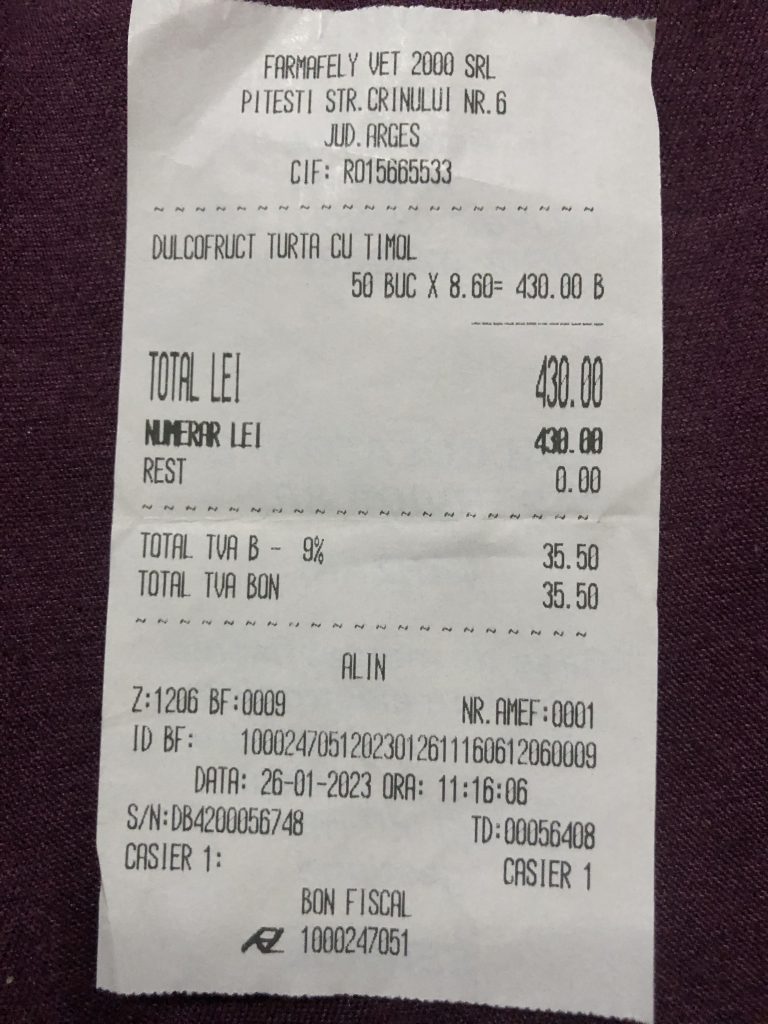 FARMAFELY VET 2000 SRL
PITESTI STR.CRINULUI NR.6
JUD.ARGES
CIF: RO15665533
DULCOFRUCT TURTA CU TIMOL
50 BUC X 8.60= 430.00 B
TOTAL LEI 430.00
NUMERAR LEI 430.00
REST 0.00
TOTAL TVA B - 9% 35.50
TOTAL TVA BON 35.50
ALIN
Z:1206 BF:0009 NR.AMEF:0001
ID BF: 10002470512023012611160612060009
DATA: 26-01-2023 ORA: 11:16:06
S/N:DB4200056748 TD:00056408
CASIER 1: CASIER 1
BON FISCAL
1000247051